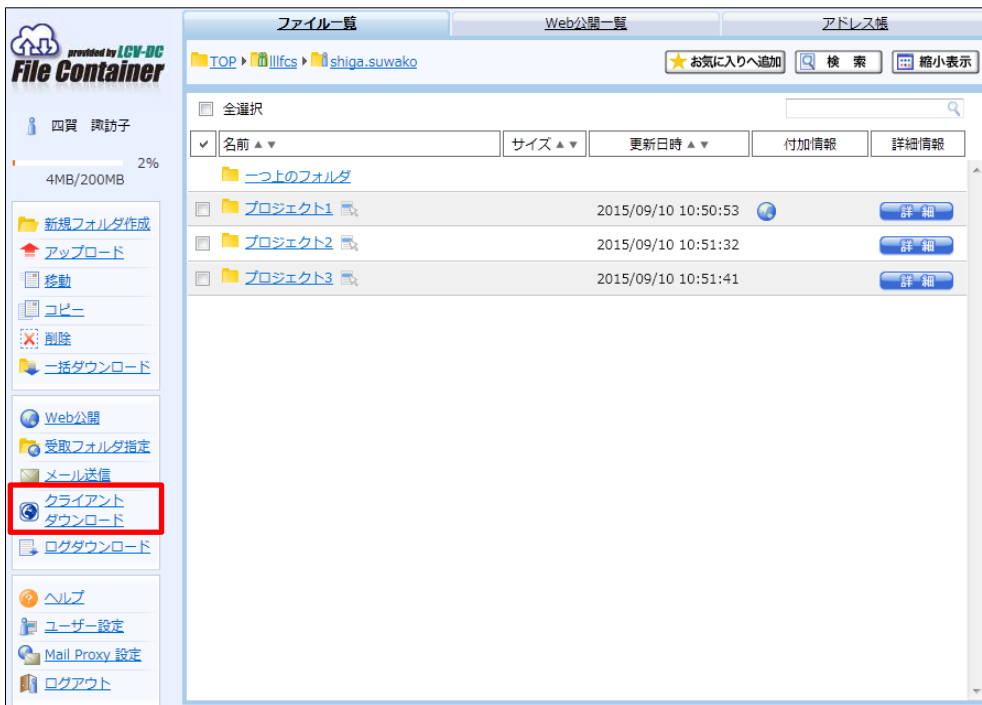 provided by LCV-DC
File Container
四賀 諏訪子
2%
4MB/200MB
新規フォルダ作成
アップロード
移動
コピー
削除
一括ダウンロード
Web公開
受取フォルダ指定
メール送信
クライアント
ダウンロード
ログダウンロード
ヘルプ
ユーザー設定
Mail Proxy 設定
ログアウト
ファイル一覧 Web公開一覧 アドレス帳
TOP lllfcs shiga.suwako お気に入りへ追加 検 索 縮小表示
全選択
名前▲▼ サイズ▲▼ 更新日時▲▼ 付加情報 詳細情報
一つ上のフォルダ
プロジェクト1 2015/09/10 10:50:53 詳 細
プロジェクト2 2015/09/10 10:51:32 詳 細
プロジェクト3 2015/09/10 10:51:41 詳 細